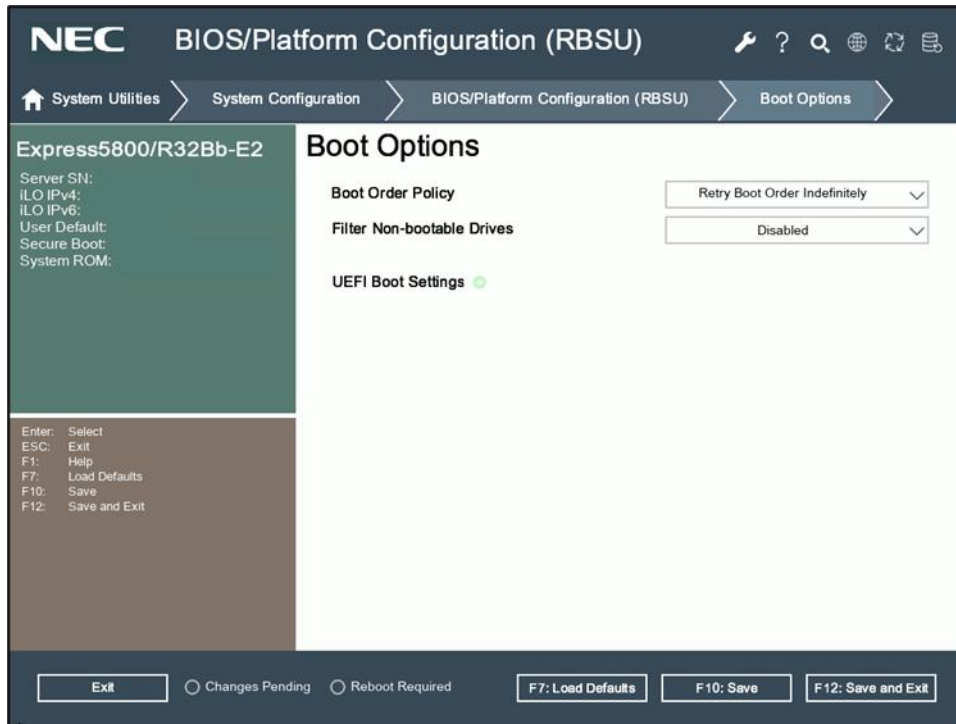 NEC BIOS/Platform Configuration (RBSU) ?
System Utilities System Configuration BIOS/Platform Configuration (RBSU) Boot Options
Express5800/R32Bb-E2
Server SN:
iLO IPv4:
iLO IPv6:
User Default:
Secure Boot:
System ROM:
Boot Options
Boot Order Policy Retry Boot Order Indefinitely
Filter Non-bootable Drives Disabled
UEFI Boot Settings
Enter: Select
ESC: Exit
F1: Help
F7: Load Defaults
F10: Save
F12: Save and Exit
Exit Changes Pending Reboot Required F7: Load Defaults F10: Save F12: Save and Exit